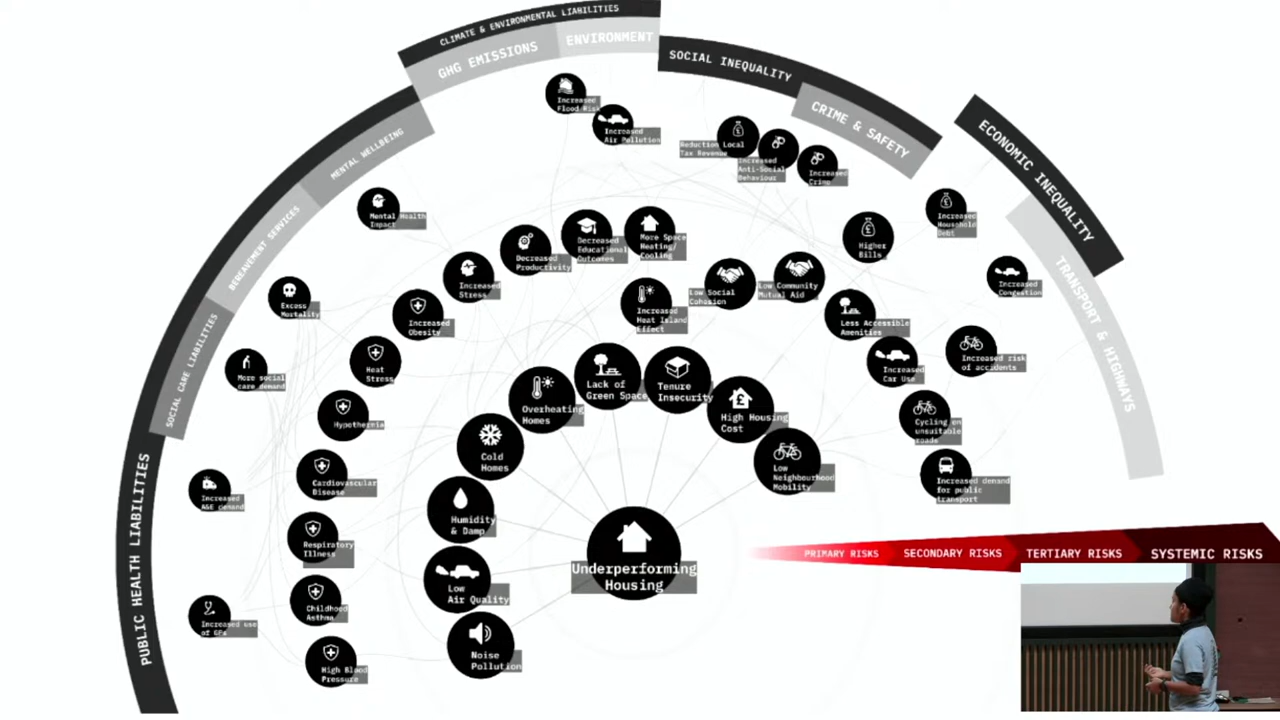 CLIMATE & ENVIRONMENTAL LIABILITIES
GHG EMISSIONS
ENVIRONMENT
SOCIAL INEQUALITY
CRIME & SAFETY
ECONOMIC INEQUALITY
TRANSPORT & HIGHWAYS
MENTAL WELLBEING
BEREAVEMENT SERVICES
SOCIAL CARE LIABILITIES
PUBLIC HEALTH LIABILITIES
Increased
Flood Risk
Increased
Air Pollution
Reduction Local
Tax Revenue
Increased
Anti-Social
Behaviour
Increased
Crime
Mental Health
Impact
Increased
Household
Debt
Higher
Bills
Increased
Congestion
Excess
Mortality
More social
care demand
Increased
A&E demand
Increased use
of GPs
Decreased
Productivity
Decreased
Educational
Outcomes
More Space
Heating/
Cooling
Increased
Stress
Increased
Obesity
Heat
Stress
Hypothermia
Cardiovascular
Disease
Respiratory
Illness
Childhood
Asthma
High Blood
Pressure
Increased
Heat Island
Effect
Low Social
Cohesion
Low Community
Mutual Aid
Less Accessible
Amenities
Increased
Car Use
Increased risk
of accidents
Cycling on
unsuitable
roads
Increased demand
for public
transport
Overheating
Homes
Lack of
Green Space
Tenure
Insecurity
High Housing
Cost
Low
Neighbourhood
Mobility
Cold
Homes
Humidity
& Damp
Low
Air Quality
Noise
Pollution
Underperforming
Housing
PRIMARY RISKS
SECONDARY RISKS
TERTIARY RISKS
SYSTEMIC RISKS